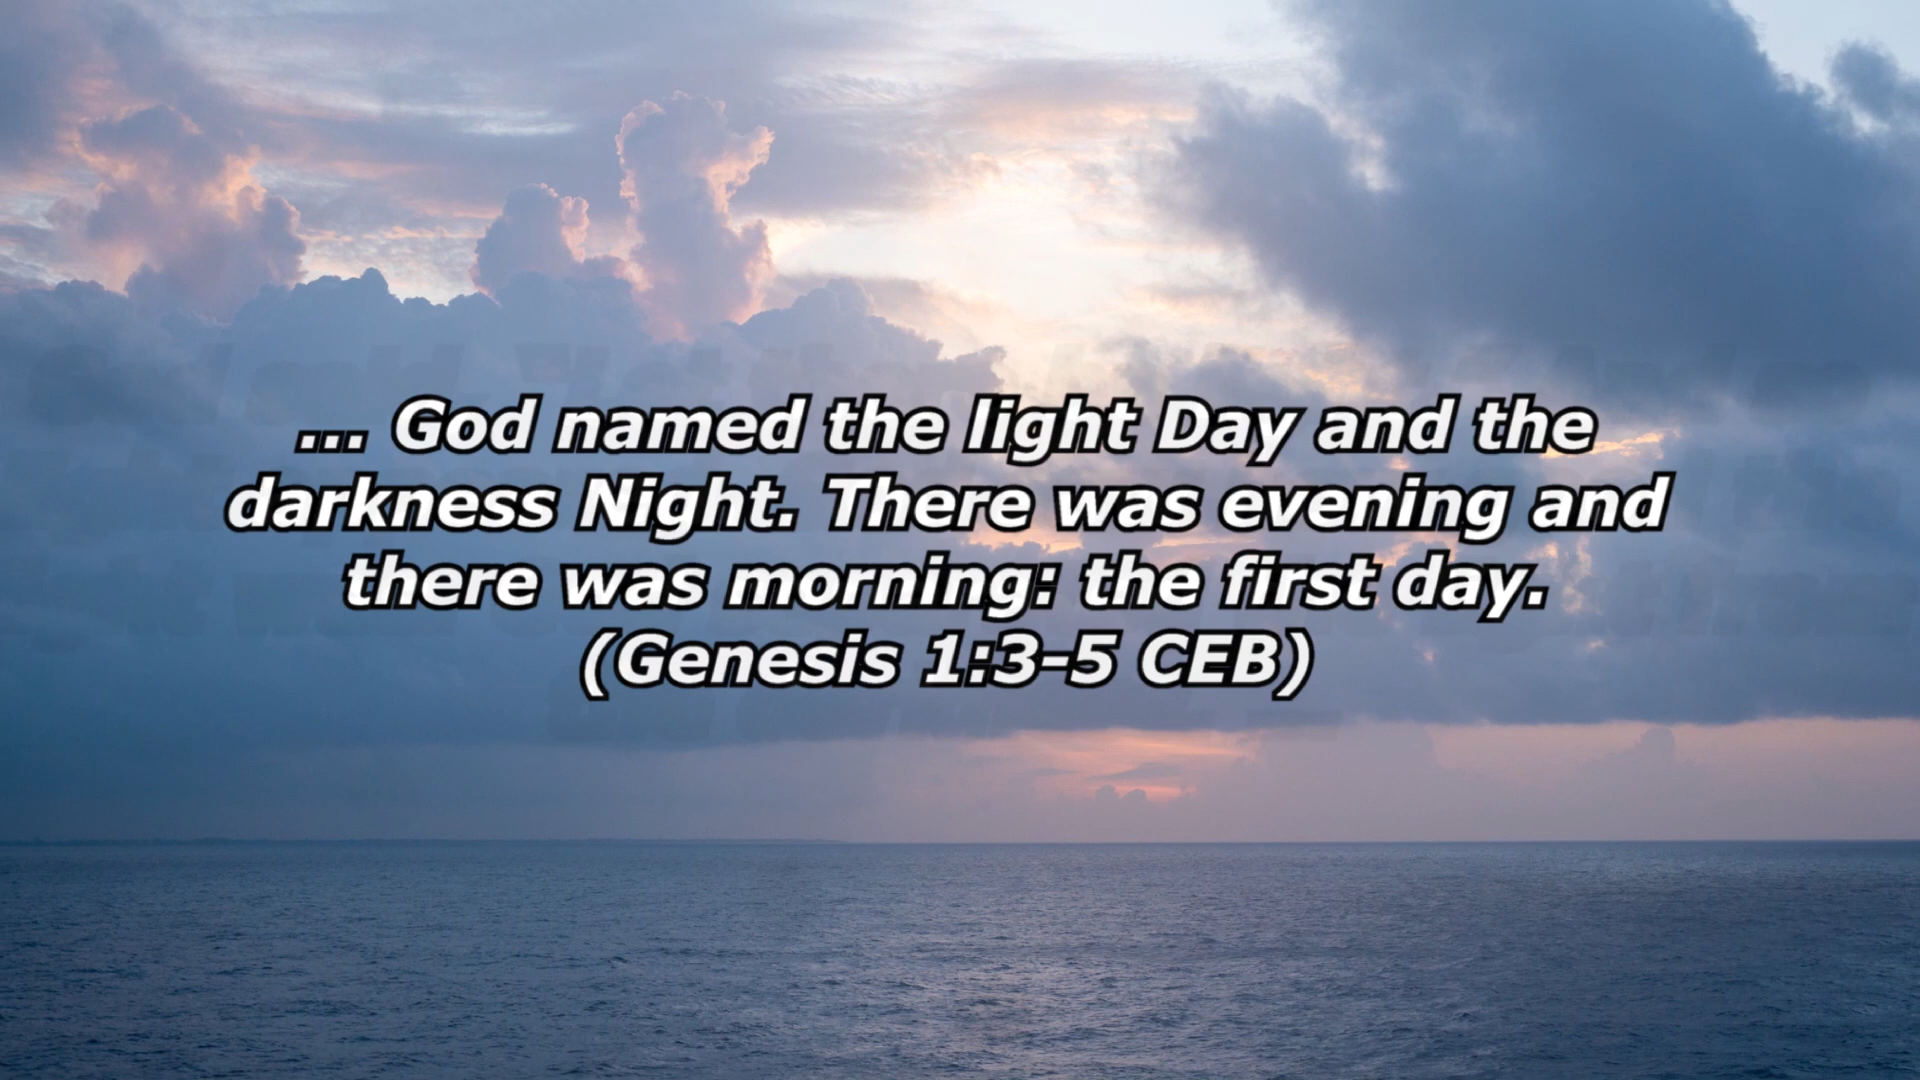 ... God named the light Day and the
darkness Night. There was evening and
there was morning: the first day.
(Genesis 1:3-5 CEB)